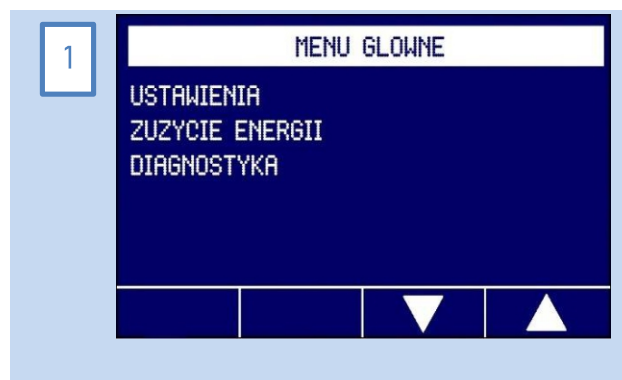 1
MENU GLOWNE
USTAWIENIA
ZUZYCIE ENERGII
DIAGNOSTYKA